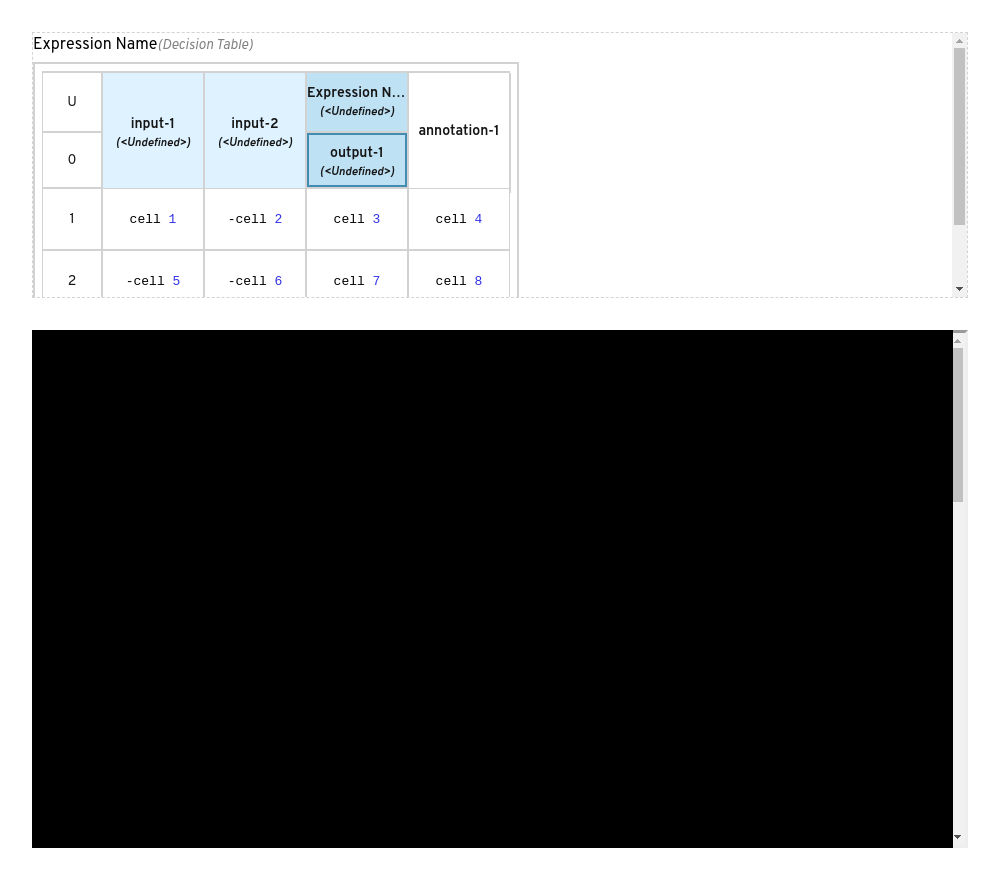 Expression Name(Decision Table)
U
input-1
(<Undefined>)
input-2
(<Undefined>)
Expression N...
(<Undefined>)
annotation-1
0
output-1
(<Undefined>)
1 cell 1 -cell 2 cell 3 cell 4
2 -cell 5 -cell 6 cell 7 cell 8